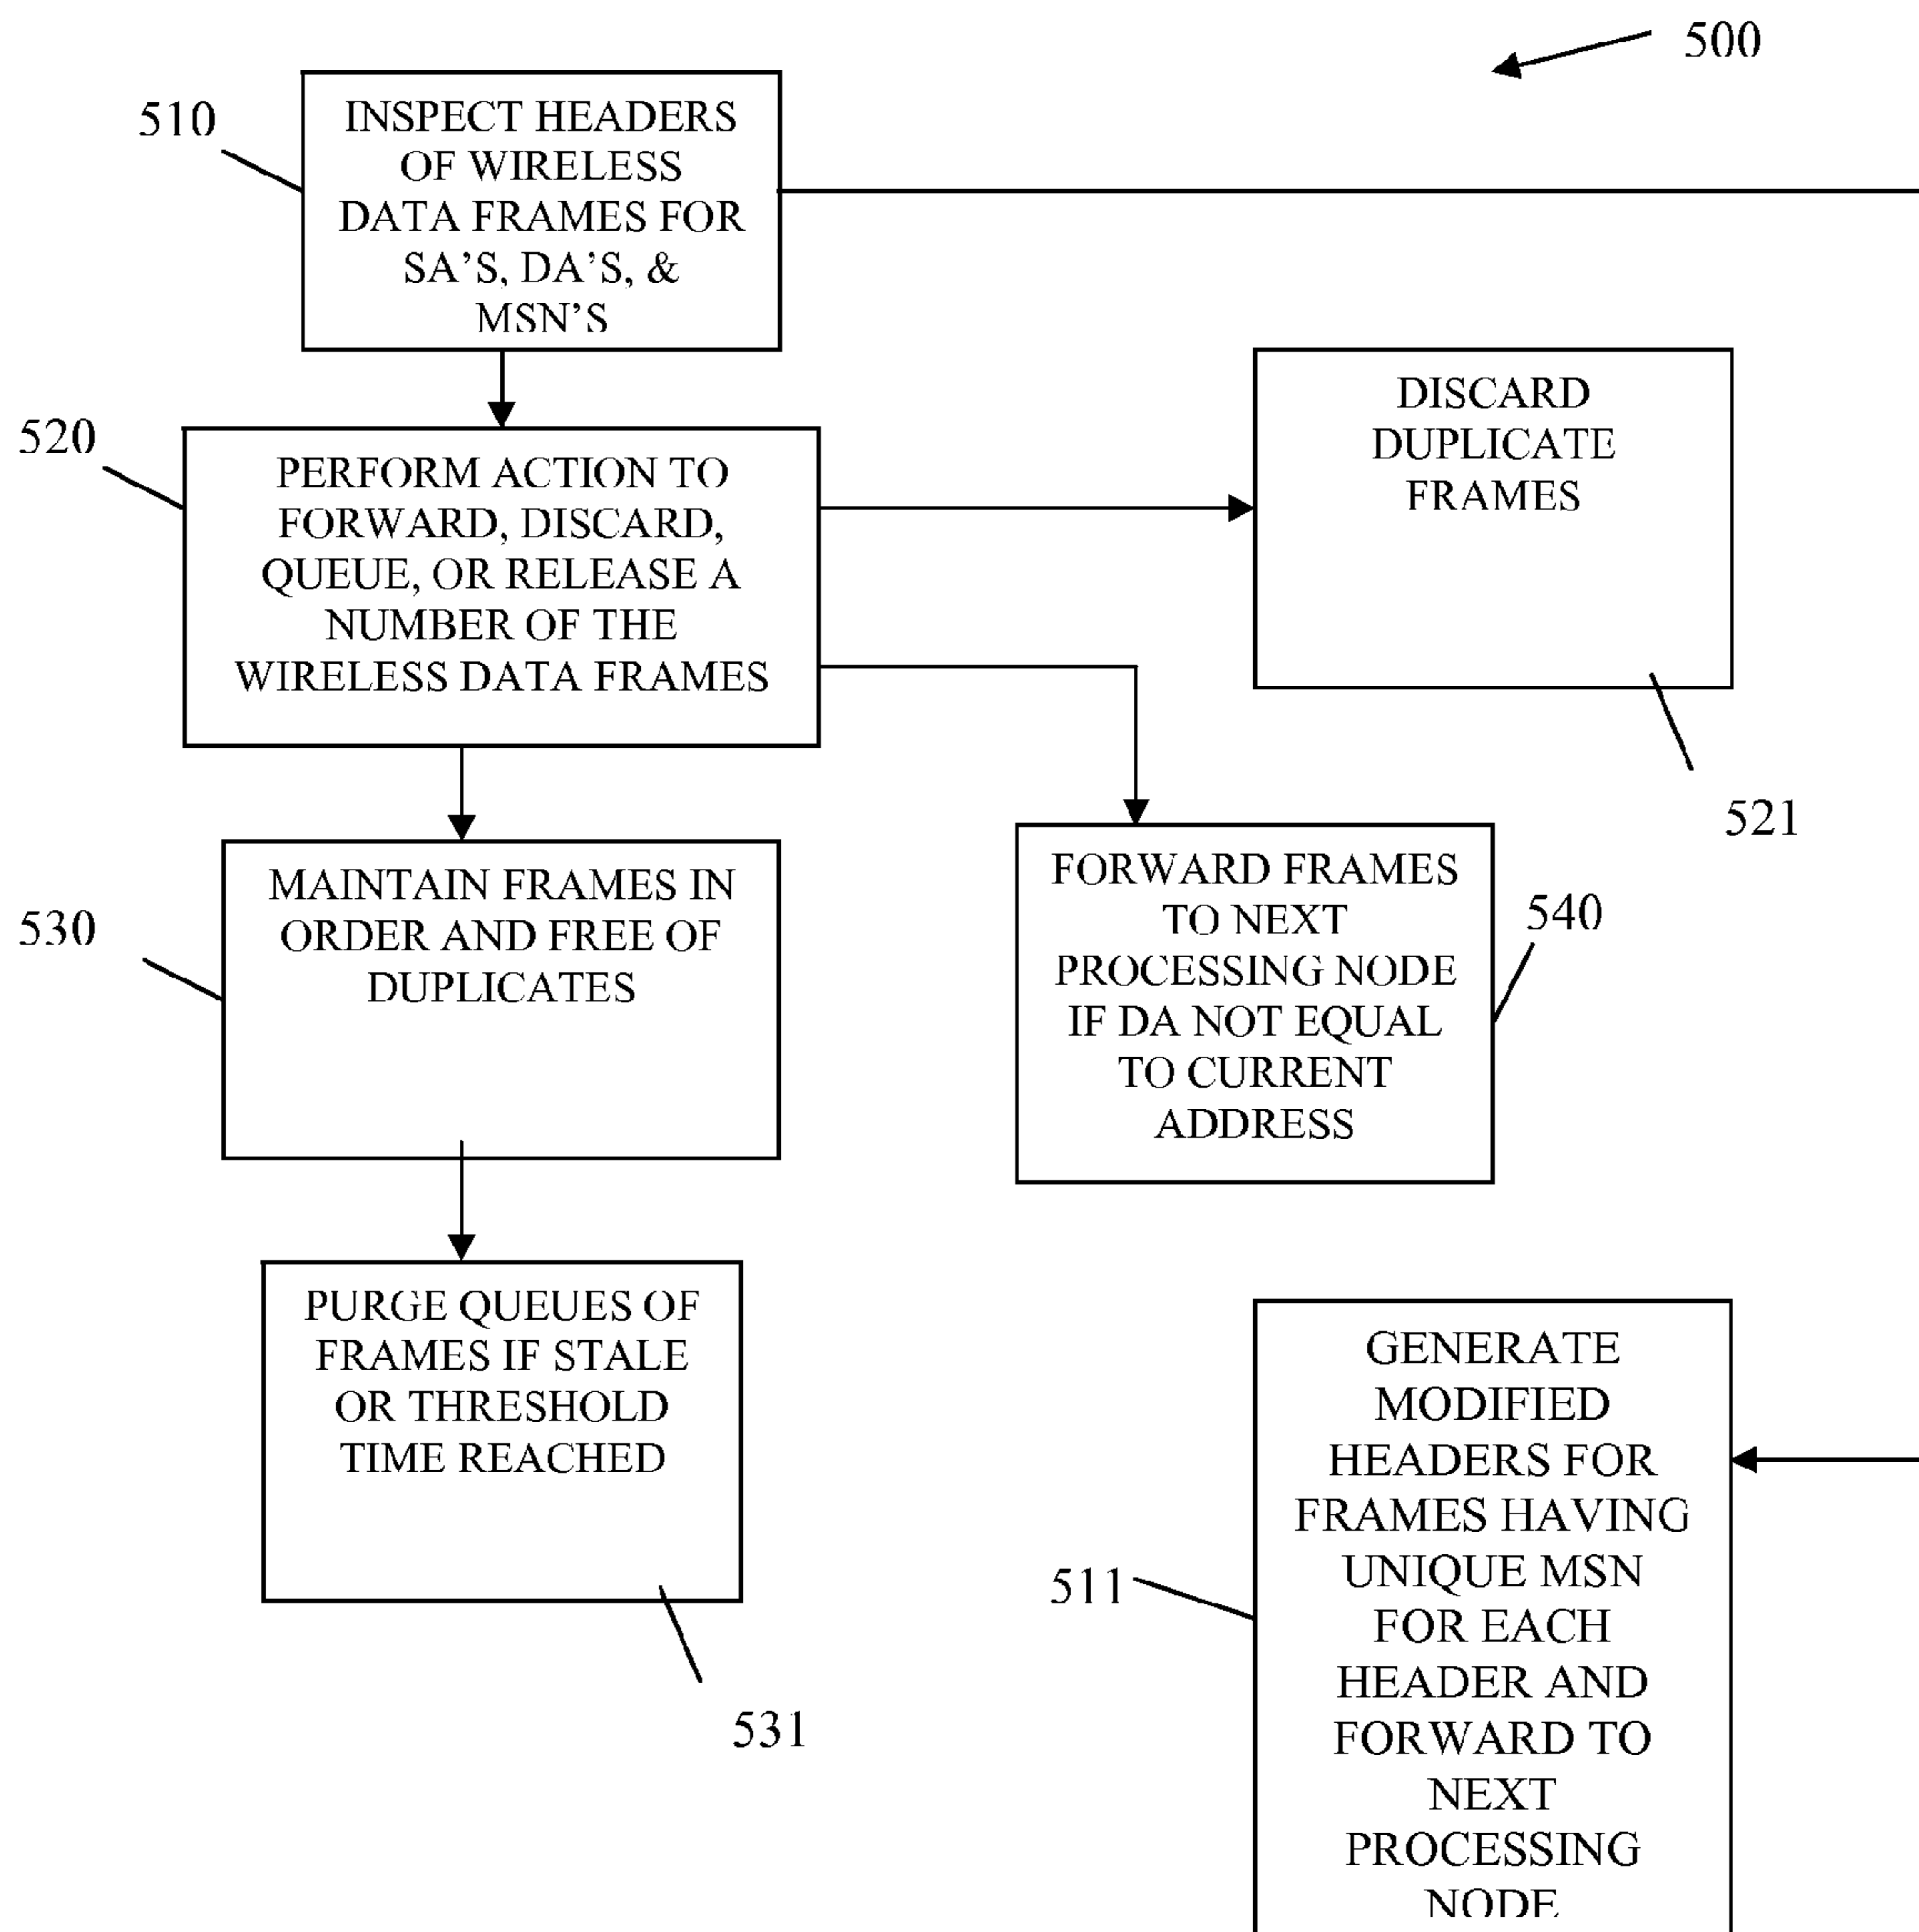 500
510
INSPECT HEADERS
OF WIRELESS
DATA FRAMES FOR
SA'S, DA'S, &
MSN'S
520
PERFORM ACTION TO
FORWARD, DISCARD,
QUEUE, OR RELEASE A
NUMBER OF THE
WIRELESS DATA FRAMES
DISCARD
DUPLICATE
FRAMES
521
530
MAINTAIN FRAMES IN
ORDER AND FREE OF
DUPLICATES
FORWARD FRAMES
TO NEXT
PROCESSING NODE
IF DA NOT EQUAL
TO CURRENT
ADDRESS
540
PURGE QUEUES OF
FRAMES IF STALE
OR THRESHOLD
TIME REACHED
531
511
GENERATE
MODIFIED
HEADERS FOR
FRAMES HAVING
UNIQUE MSN
FOR EACH
HEADER AND
FORWARD TO
NEXT
PROCESSING
NODE